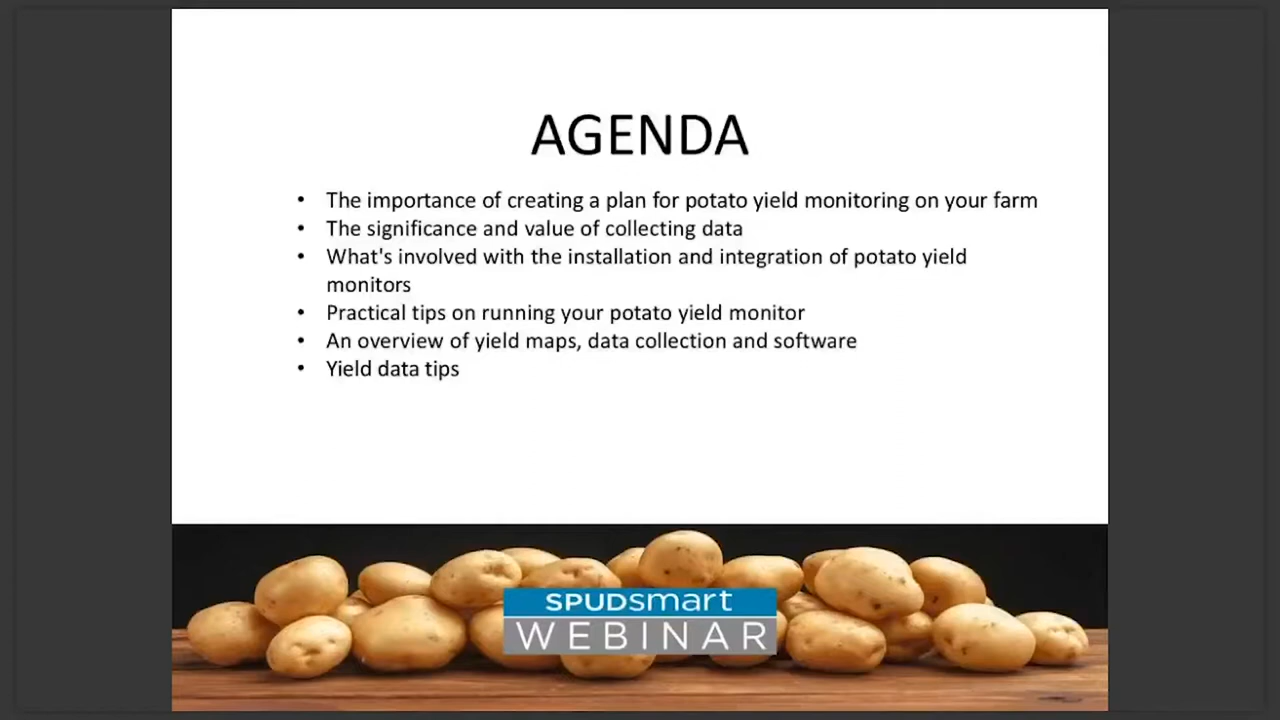 AGENDA
• The importance of creating a plan for potato yield monitoring on your farm
• The significance and value of collecting data
• What's involved with the installation and integration of potato yield
monitors
• Practical tips on running your potato yield monitor
• An overview of yield maps, data collection and software
• Yield data tips
SPUDsmart
WEBINAR